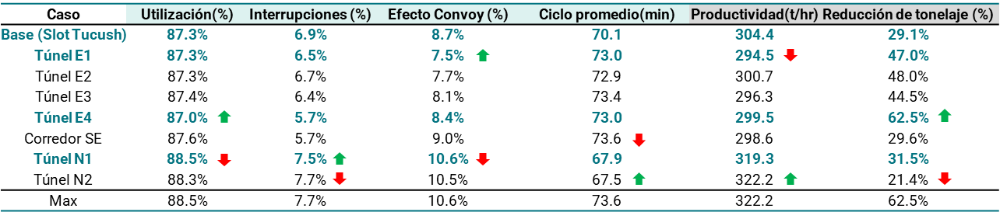 Caso Utilización(%) Interrupciones (%) Efecto Convoy (%) Ciclo promedio(min) Productividad(t/hr) Reducción de tonelaje (%)
Base (Slot Tucush) 87.3% 6.9% 8.7% 70.1 304.4 29.1%
Túnel E1 87.3% 6.5% 7.5% 73.0 294.5 47.0%
Túnel E2 87.3% 6.7% 7.7% 72.9 300.7 48.0%
Túnel E3 87.4% 6.4% 8.1% 73.4 296.3 44.5%
Túnel E4 87.0% 5.7% 8.4% 73.0 299.5 62.5%
Corredor SE 87.6% 5.7% 9.0% 73.6 298.6 29.6%
Túnel N1 88.5% 7.5% 10.6% 67.9 319.3 31.5%
Túnel N2 88.3% 7.7% 10.5% 67.5 322.2 21.4%
Max 88.5% 7.7% 10.6% 73.6 322.2 62.5%